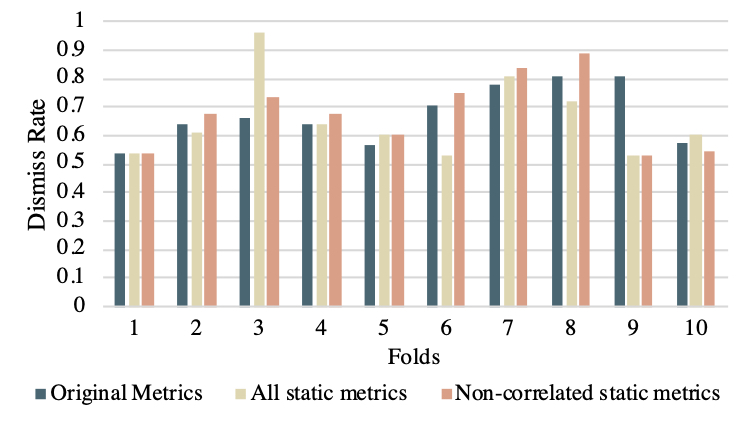 Dismiss Rate
1
0.9
0.8
0.7
0.6
0.5
0.4
0.3
0.2
0.1
0
1 2 3 4 5 6 7 8 9 10
Folds
Original Metrics All static metrics Non-correlated static metrics